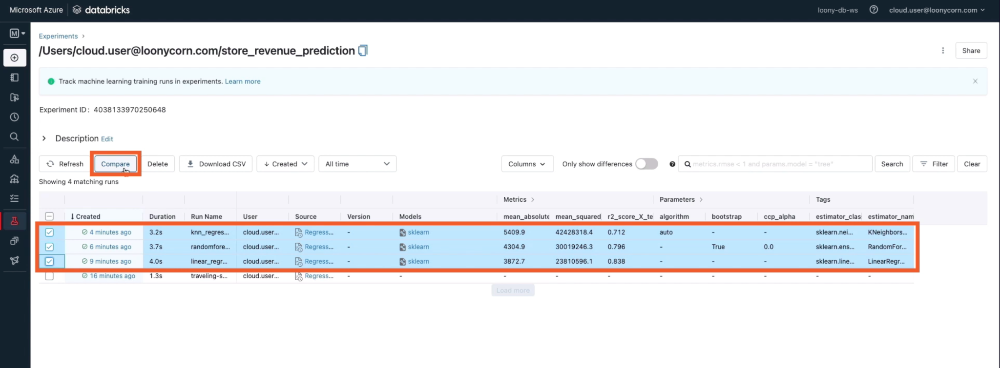 Microsoft Azure databricks loony-db-ws cloud.user@loonycorn.com
M
Experiments >
/Users/cloud.user@loonycorn.com/store_revenue_prediction
Share
Track machine learning training runs in experiments. Learn more
Experiment ID: 4038133970250648
Description Edit
Refresh Compare Delete Download CSV ↓ Created All time Columns Only show differences metrics.rmse < 1 and params.model = "tree" Search Filter Clear
Showing 4 matching runs
Metrics > Parameters > Tags
↓ Created Duration Run Name User Source Version Models mean_absolute mean_squared r2_score_X_te algorithm bootstrap ccp_alpha estimator_clas estimator_nam
4 minutes ago 3.2s knn_regres... cloud.user... Regress... - sklearn 5409.9 42428318.4 0.712 auto - - sklearn.nei... KNeighbors...
6 minutes ago 3.7s randomfore... cloud.user... Regress... - sklearn 4304.9 30019246.3 0.796 - True 0.0 sklearn.ens... RandomFor...
9 minutes ago 4.0s linear_regr... cloud.user... Regress... - sklearn 3872.7 23810596.1 0.838 - - - sklearn.line... LinearRegr...
16 minutes ago 1.3s traveling-s... cloud.user... Regress... - - - - - - - - - -
Load more